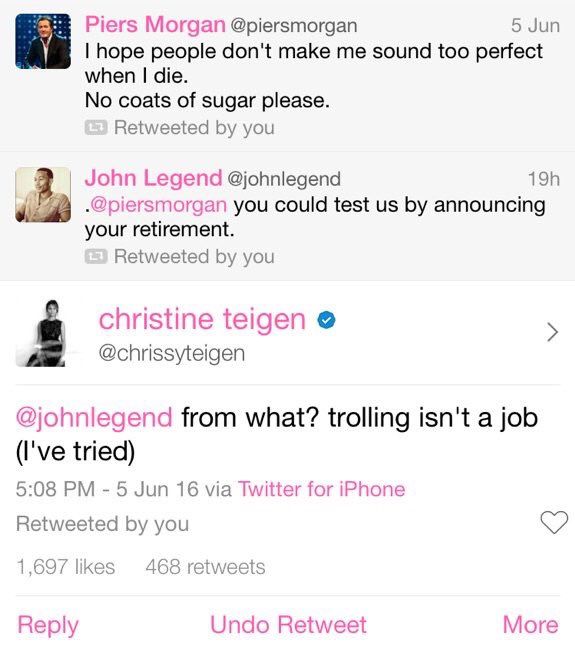 Piers Morgan @piersmorgan 5 Jun
I hope people don't make me sound too perfect
when I die.
No coats of sugar please.
Retweeted by you
John Legend @johnlegend 19h
.@piersmorgan you could test us by announcing
your retirement.
Retweeted by you
christine teigen
@chrissyteigen
@johnlegend from what? trolling isn't a job
(I've tried)
5:08 PM - 5 Jun 16 via Twitter for iPhone
Retweeted by you
1,697 likes 468 retweets
Reply Undo Retweet More